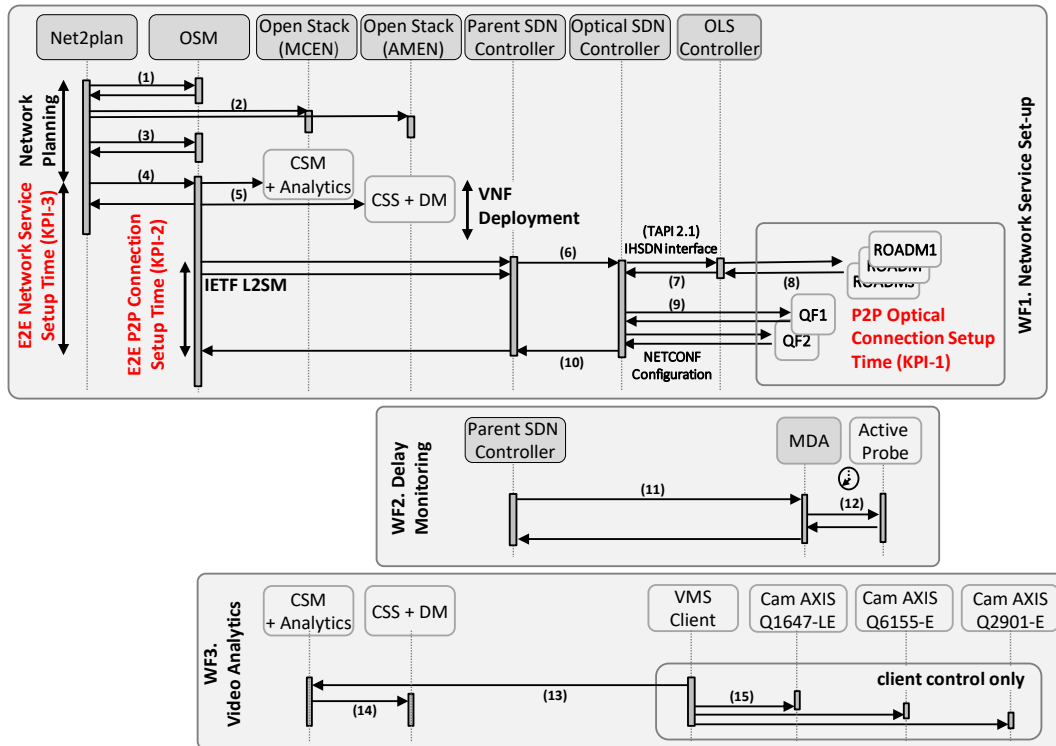 Net2plan
OSM
Open Stack
(MCEN)
Open Stack
(AMEN)
Parent SDN
Controller
Optical SDN
Controller
OLS
Controller
Network
Planning
(1)
(2)
(3)
(4)
(5)
CSM
+ Analytics
CSS + DM
VNF
Deployment
E2E Network Service
Setup Time (KPI-3)
E2E P2P Connection
Setup Time (KPI-2)
IETF L2SM
(6)
(TAPI 2.1)
IHSDN interface
(7)
(8)
(9)
(10)
NETCONF
Configuration
ROADM1
ROADM
ROADM3
QF1
QF2
P2P Optical
Connection Setup
Time (KPI-1)
WF1. Network Service Set-up
WF2. Delay
Monitoring
Parent SDN
Controller
MDA
Active
Probe
(11)
(12)
WF3.
Video Analytics
CSM
+ Analytics
CSS + DM
VMS
Client
Cam AXIS
Q1647-LE
Cam AXIS
Q6155-E
Cam AXIS
Q2901-E
client control only
(13)
(14)
(15)